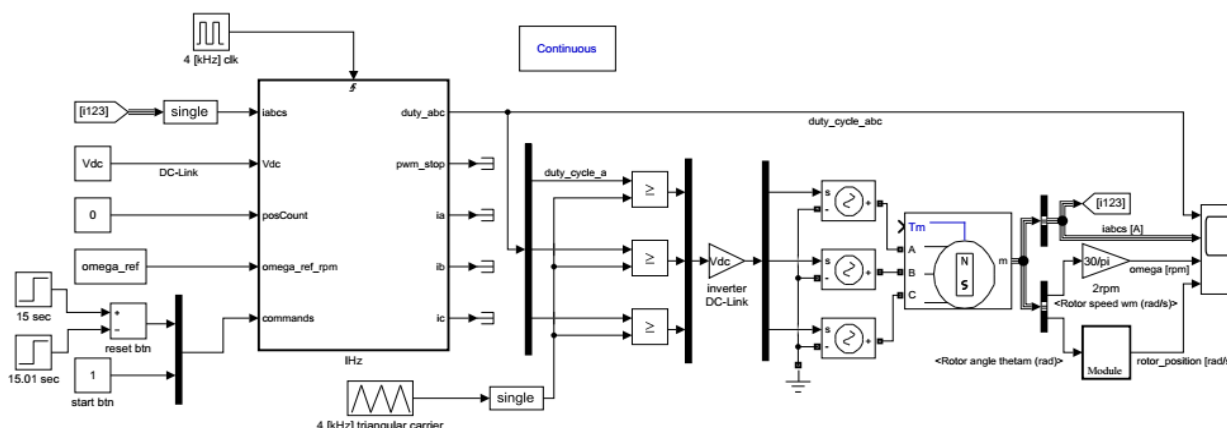 Continuous
4 [kHz] clk
[i123]
single
iabcs
duty_abc
duty_cycle_abc
Vdc
DC-Link
Vdc
pwm_stop
duty_cycle_a
≥
0
posCount
ia
[i123]
iabcs [A]
Tm
A
B
C
m
N
S
omega_ref
omega_ref_rpm
ib
≥
Vdc
inverter
DC-Link
s
-
+
s
-
+
s
-
+
30/pi
2rpm
omega [rpm]
<Rotor speed wm (rad/s)>
15 sec
+
−
reset btn
commands
ic
≥
15.01 sec
1
start btn
IHz
<Rotor angle thetam (rad)>
Module
rotor_position [rad/s
single
4 [kHz] triangular carrier